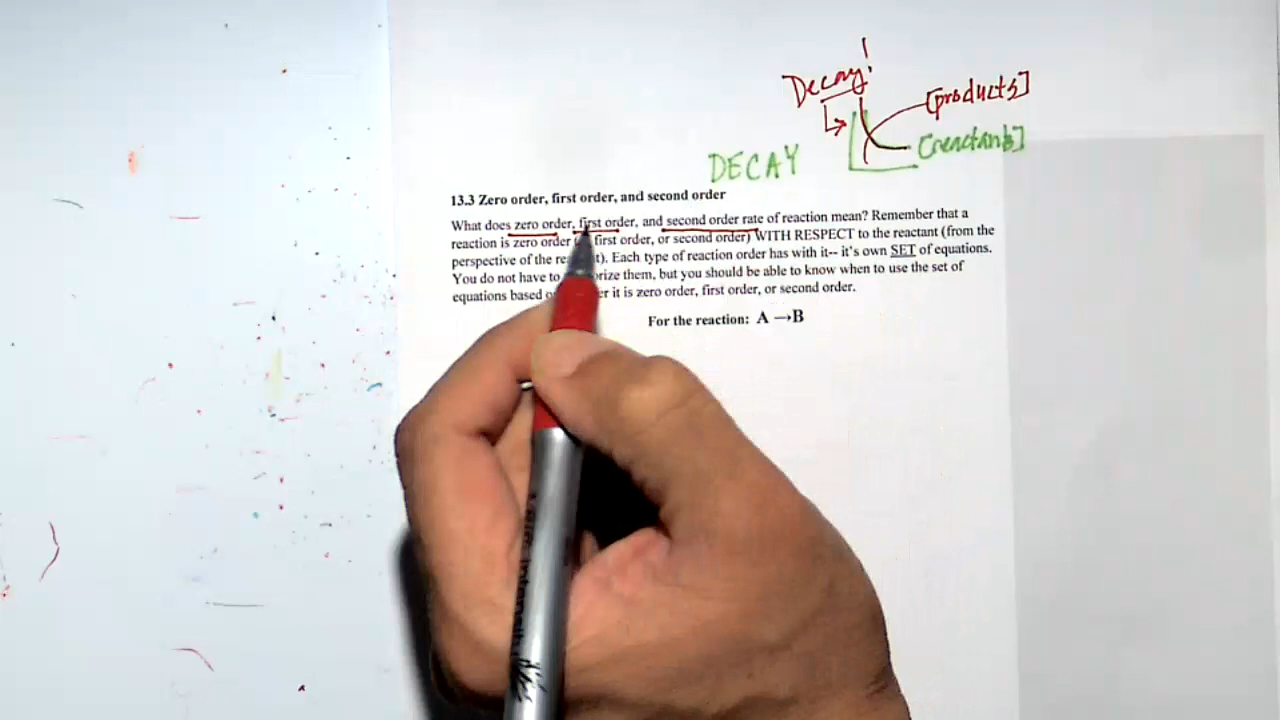 Decay!
[products]
[reactants]
DECAY
13.3 Zero order, first order, and second order
What does zero order, first order, and second order rate of reaction mean? Remember that a
reaction is zero order first order, or second order) WITH RESPECT to the reactant (from the
perspective of the Each type of reaction order has with it-- it's own SET of equations.
You do not have to them, but you should be able to know when to use the set of
equations based it is zero order, first order, or second order.
For the reaction: A →B